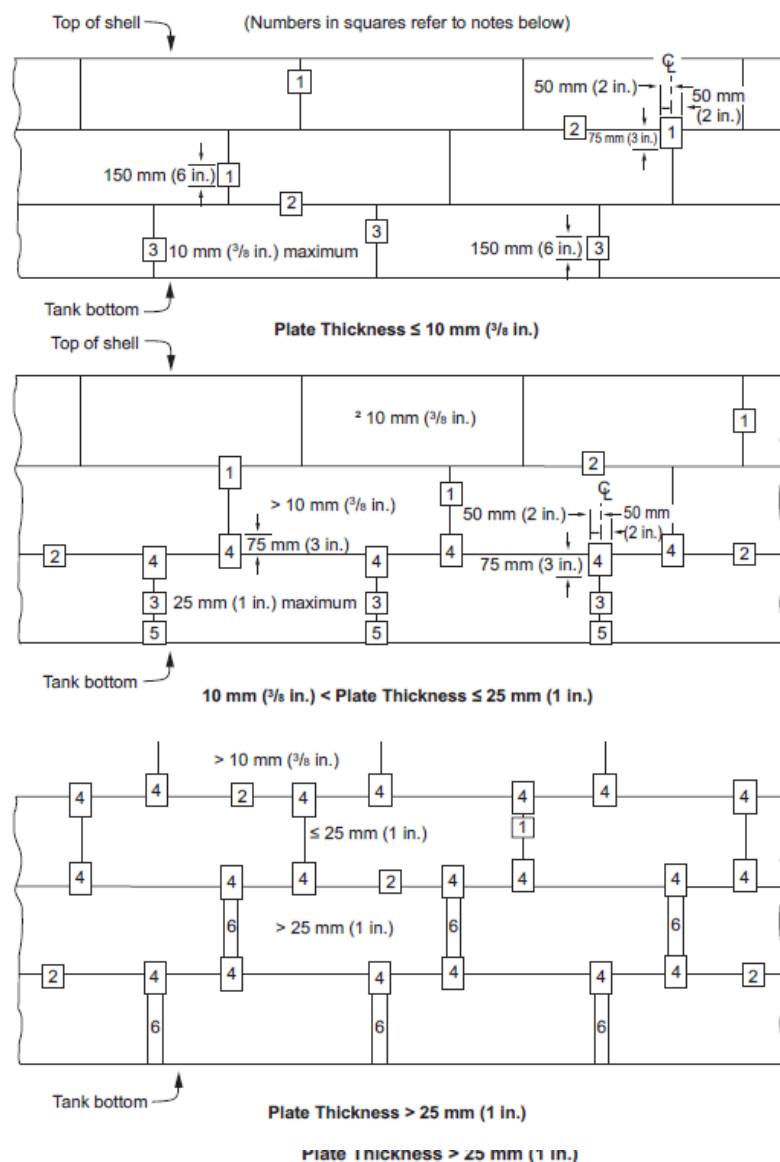 Top of shell (Numbers in squares refer to notes below)
1
℄
50 mm (2 in.) 50 mm
(2 in.)
2 75 mm (3 in.) 1
150 mm (6 in.) 1
2
3 10 mm (3/8 in.) maximum 3 150 mm (6 in.) 3
Tank bottom
Plate Thickness ≤ 10 mm (3/8 in.)
Top of shell
² 10 mm (3/8 in.) 1
1 2
> 10 mm (3/8 in.) 1 ℄
50 mm (2 in.) 50 mm
(2 in.)
2 4 4 75 mm (3 in.) 4 4 75 mm (3 in.) 4 4 2
3 25 mm (1 in.) maximum 3 3
5 5 5
Tank bottom
10 mm (3/8 in.) < Plate Thickness ≤ 25 mm (1 in.)
> 10 mm (3/8 in.)
4 4 2 4 4 4 4 4
≤ 25 mm (1 in.) 1
4 4 4 2 4 4 4 4
6 > 25 mm (1 in.) 6 6
2 4 4 4 4 4 4 2
6 6 6
Tank bottom
Plate Thickness > 25 mm (1 in.)
Plate Thickness > 25 mm (1 in.)